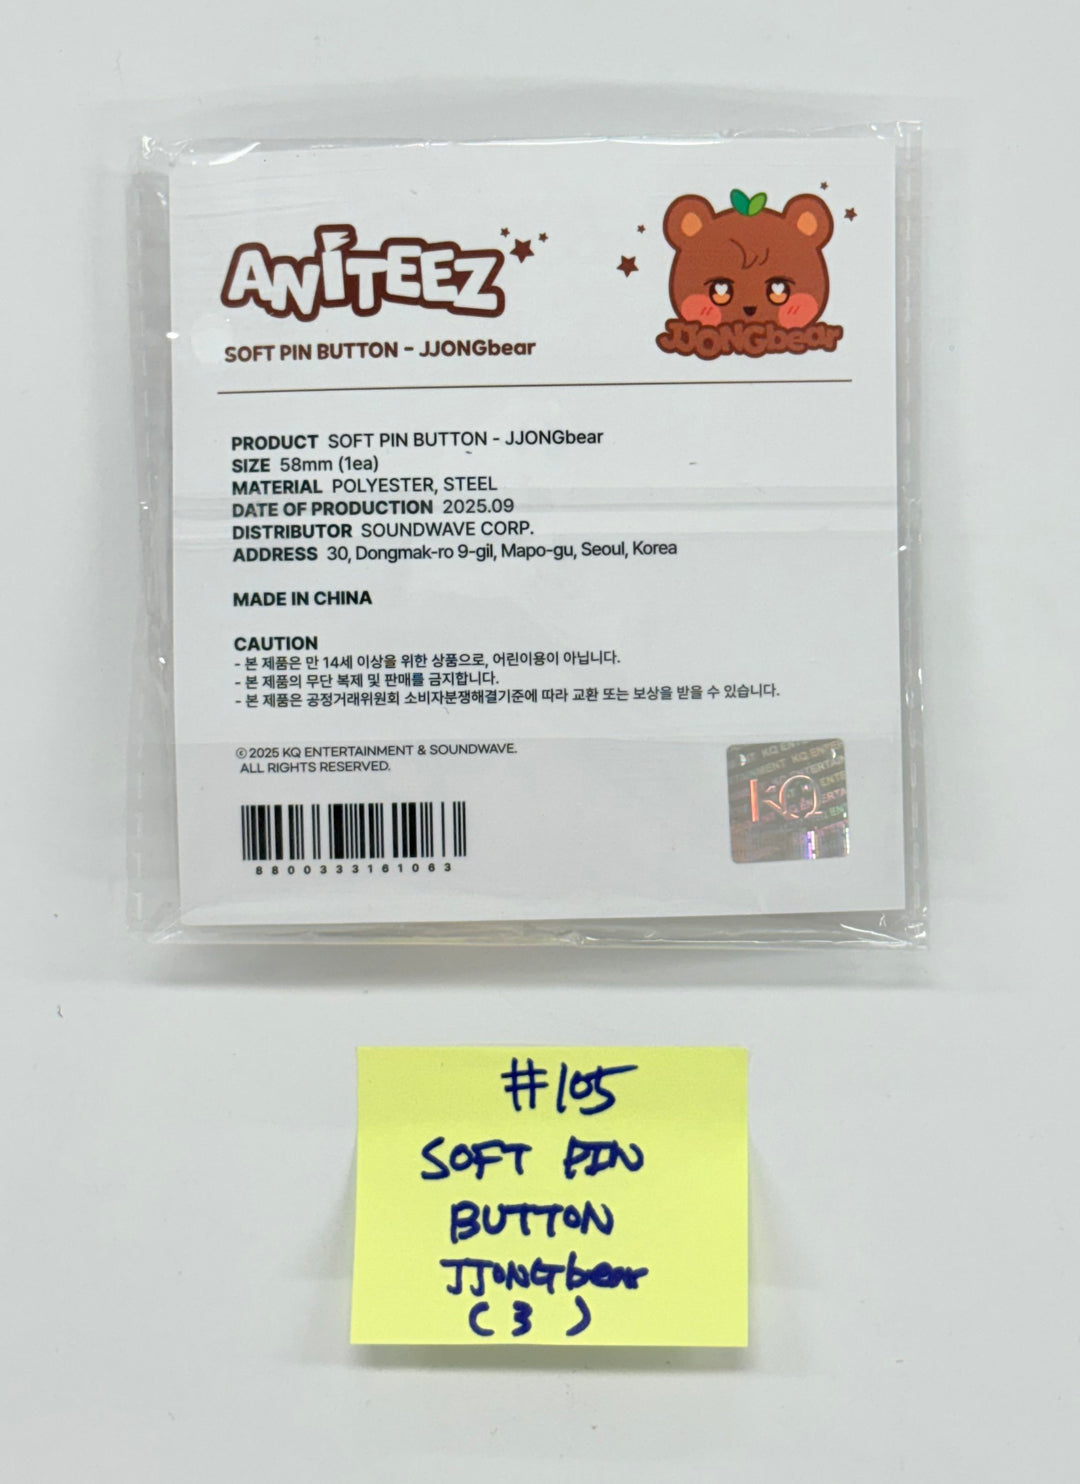 ANITEEZ
JJONGbear
SOFT PIN BUTTON - JJONGbear
PRODUCT SOFT PIN BUTTON - JJONGbear
SIZE 58mm (1ea)
MATERIAL POLYESTER, STEEL
DATE OF PRODUCTION 2025.09
DISTRIBUTOR SOUNDWAVE CORP.
ADDRESS 30, Dongmak-ro 9-gil, Mapo-gu, Seoul, Korea
MADE IN CHINA
CAUTION
- 본 제품은 만 14세 이상을 위한 상품으로, 어린이용이 아닙니다.
- 본 제품의 무단 복제 및 판매를 금지합니다.
- 본 제품은 공정거래위원회 소비자분쟁해결기준에 따라 교환 또는 보상을 받을 수 있습니다.
©2025 KQ ENTERTAINMENT & SOUNDWAVE.
ALL RIGHTS RESERVED.
KQ
8800333161063
#105
SOFT PIN
BUTTON
JJONGbear
(3)